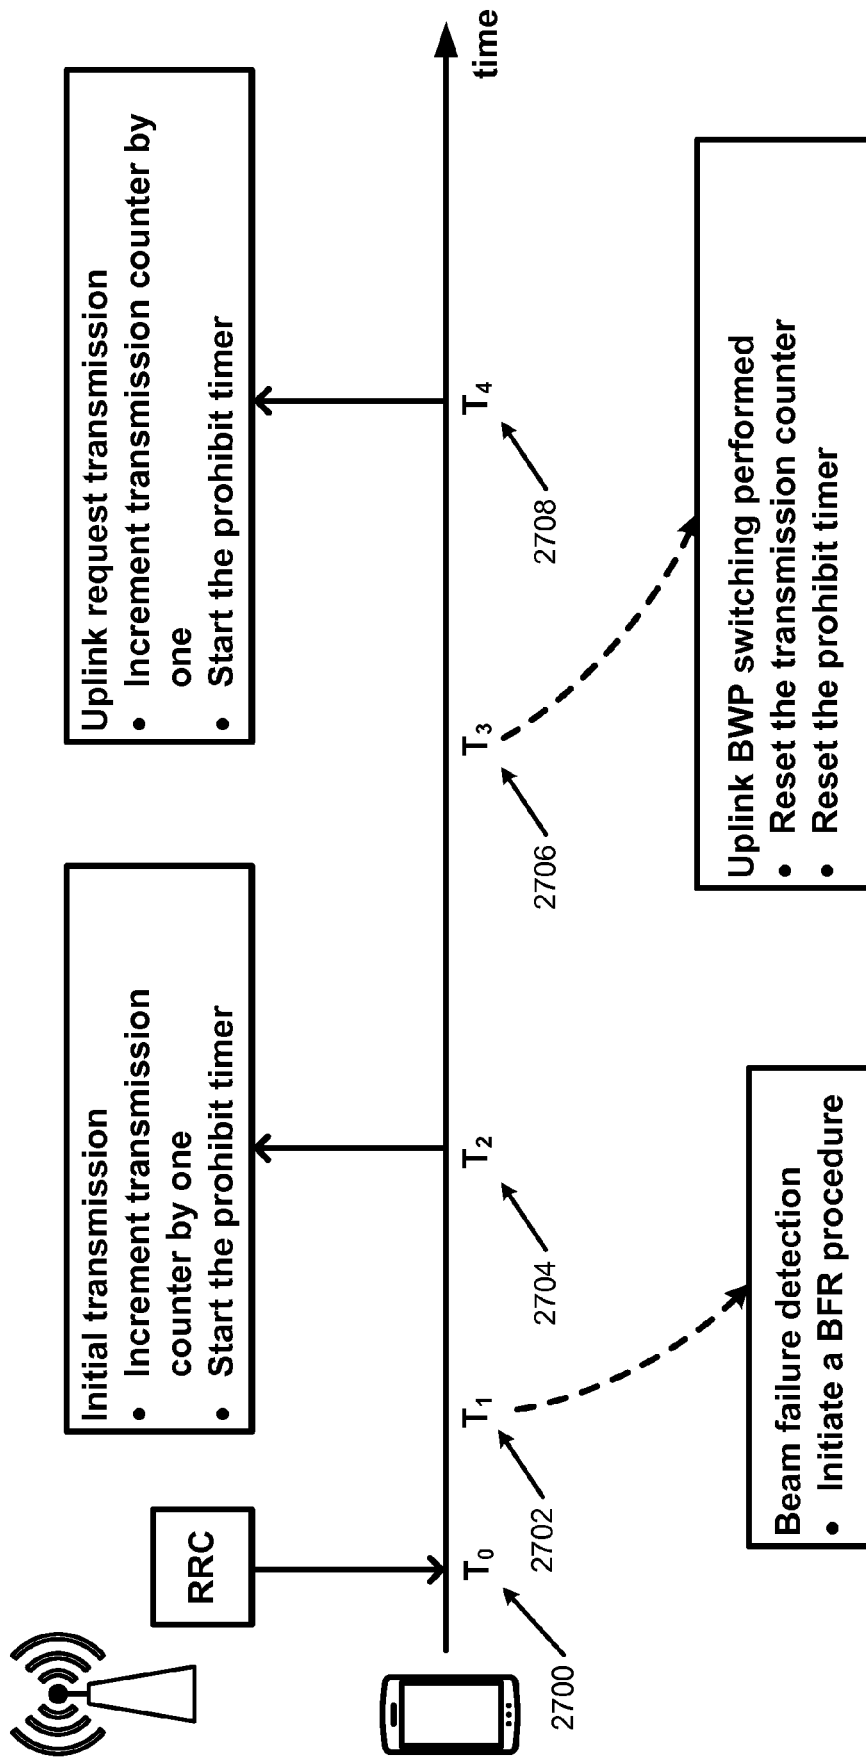 RRC
Initial transmission
• Increment transmission
counter by one
• Start the prohibit timer
Uplink request transmission
• Increment transmission counter by
one
• Start the prohibit timer
T0
T1
T2
T3
T4
time
2700
2702
2704
2706
2708
Beam failure detection
• Initiate a BFR procedure
Uplink BWP switching performed
• Reset the transmission counter
• Reset the prohibit timer